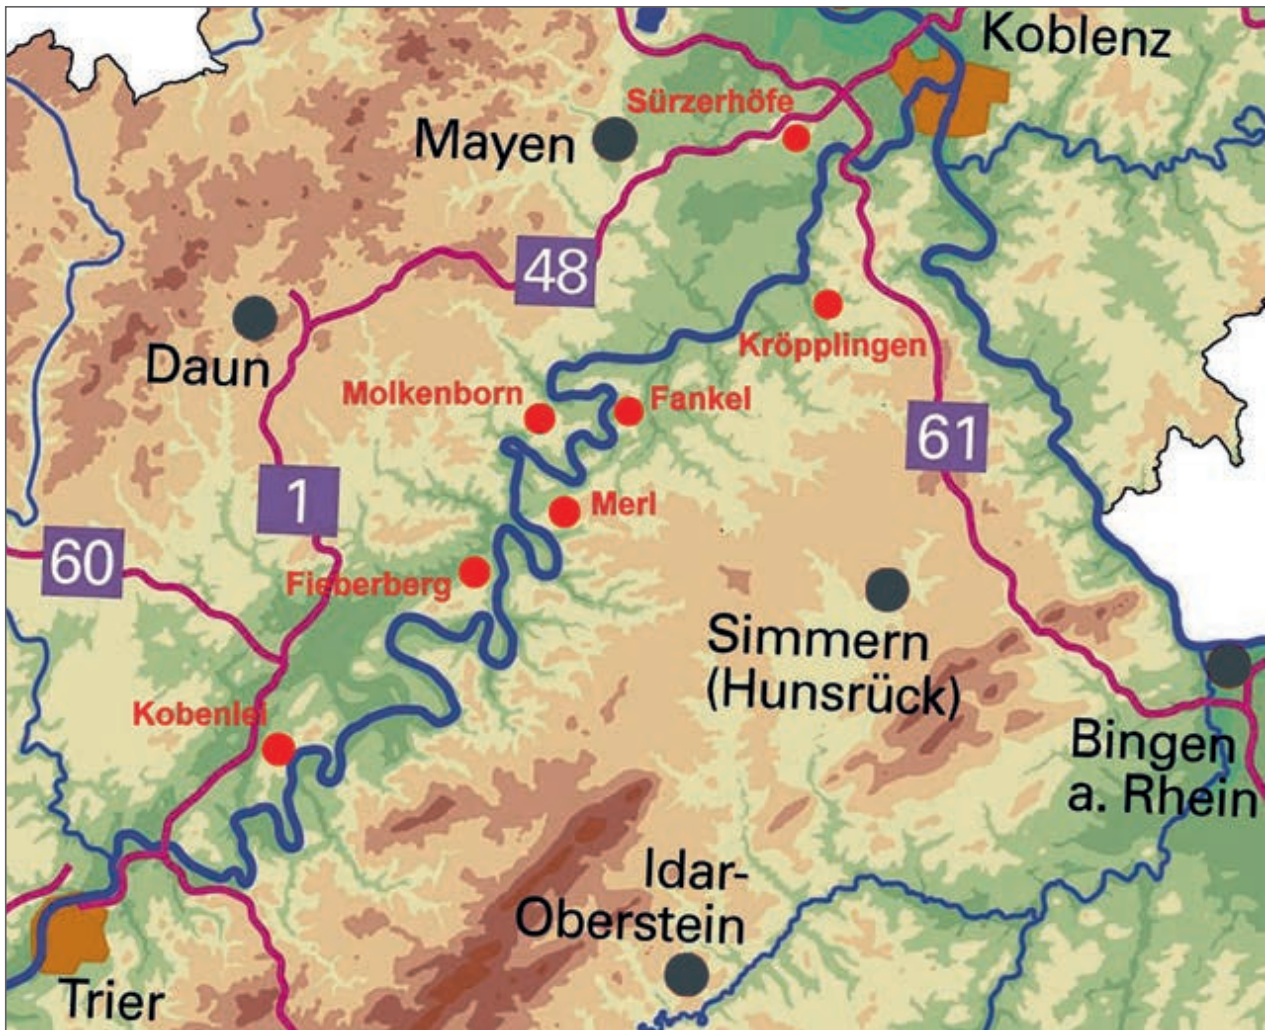 Koblenz
Sürzerhöfe
Mayen
48
Daun
Kröpplingen
Molkenborn
Fankel
61
1
Merl
60
Fieberberg
Simmern
(Hunsrück)
Kobenlei
Bingen
a. Rhein
Idar-
Oberstein
Trier